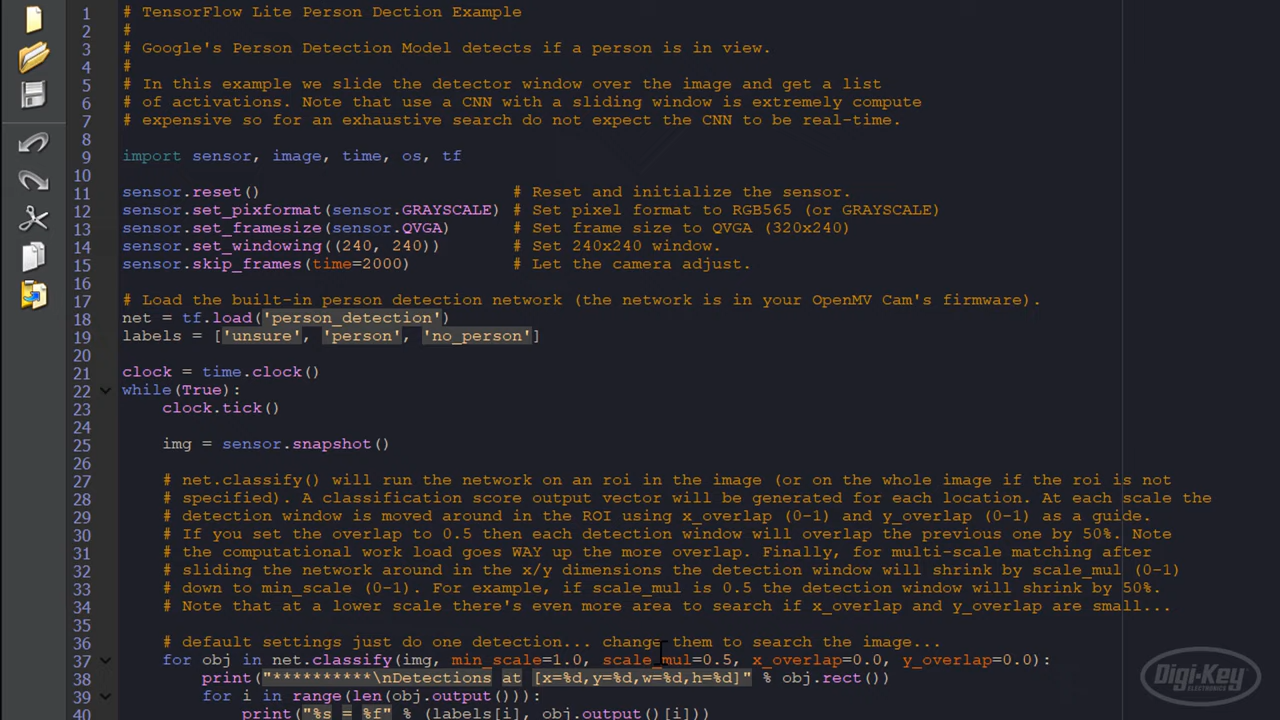 1 # TensorFlow Lite Person Dection Example
2 #
3 # Google's Person Detection Model detects if a person is in view.
4 #
5 # In this example we slide the detector window over the image and get a list
6 # of activations. Note that use a CNN with a sliding window is extremely compute
7 # expensive so for an exhaustive search do not expect the CNN to be real-time.
8
9 import sensor, image, time, os, tf
10
11 sensor.reset() # Reset and initialize the sensor.
12 sensor.set_pixformat(sensor.GRAYSCALE) # Set pixel format to RGB565 (or GRAYSCALE)
13 sensor.set_framesize(sensor.QVGA) # Set frame size to QVGA (320x240)
14 sensor.set_windowing((240, 240)) # Set 240x240 window.
15 sensor.skip_frames(time=2000) # Let the camera adjust.
16
17 # Load the built-in person detection network (the network is in your OpenMV Cam's firmware).
18 net = tf.load('person_detection')
19 labels = ['unsure', 'person', 'no_person']
20
21 clock = time.clock()
22 while(True):
23 clock.tick()
24
25 img = sensor.snapshot()
26
27 # net.classify() will run the network on an roi in the image (or on the whole image if the roi is not
28 # specified). A classification score output vector will be generated for each location. At each scale the
29 # detection window is moved around in the ROI using x_overlap (0-1) and y_overlap (0-1) as a guide.
30 # If you set the overlap to 0.5 then each detection window will overlap the previous one by 50%. Note
31 # the computational work load goes WAY up the more overlap. Finally, for multi-scale matching after
32 # sliding the network around in the x/y dimensions the detection window will shrink by scale_mul (0-1)
33 # down to min_scale (0-1). For example, if scale_mul is 0.5 the detection window will shrink by 50%.
34 # Note that at a lower scale there's even more area to search if x_overlap and y_overlap are small...
35
36 # default settings just do one detection... change them to search the image...
37 for obj in net.classify(img, min_scale=1.0, scale_mul=0.5, x_overlap=0.0, y_overlap=0.0):
38 print("**********\nDetections at [x=%d,y=%d,w=%d,h=%d]" % obj.rect())
39 for i in range(len(obj.output())):
40 print("%s = %f" % (labels[i], obj.output()[i]))
Digi-Key
ELECTRONICS